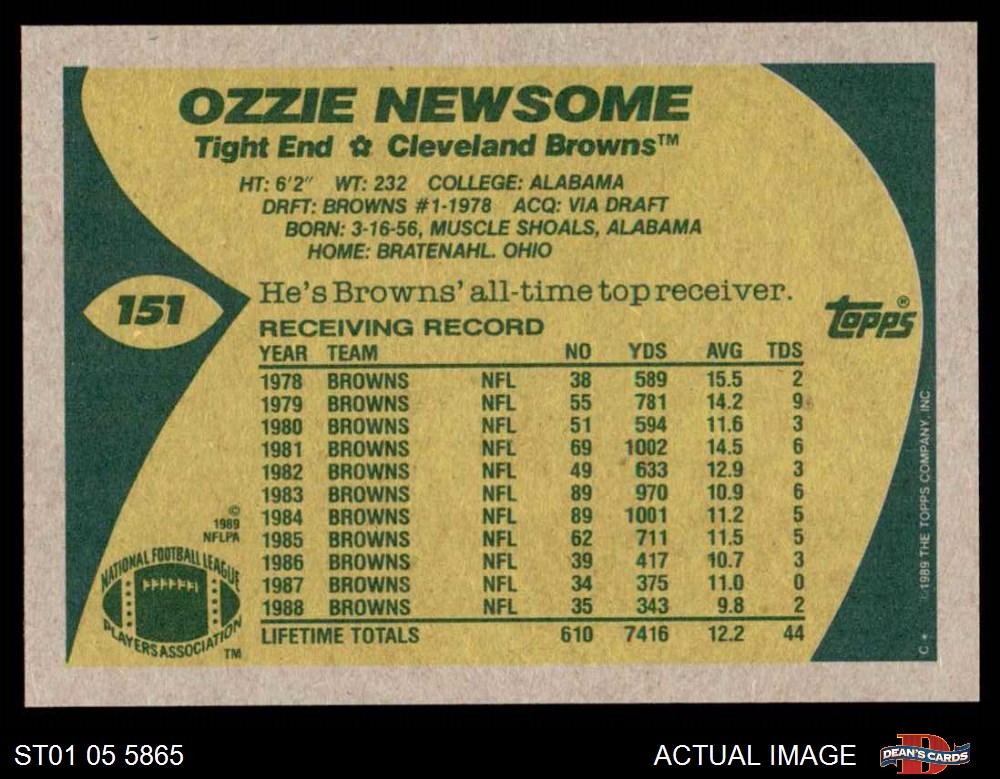 OZZIE NEWSOME
Tight End ✿ Cleveland Browns™
HT: 6'2" WT: 232 COLLEGE: ALABAMA
DRFT: BROWNS #1-1978 ACQ: VIA DRAFT
BORN: 3-16-56, MUSCLE SHOALS, ALABAMA
HOME: BRATENAHL. OHIO
151
He's Browns' all-time top receiver.
TOPPS®
RECEIVING RECORD
YEAR TEAM NO YDS AVG TDS
1978 BROWNS NFL 38 589 15.5 2
1979 BROWNS NFL 55 781 14.2 9
1980 BROWNS NFL 51 594 11.6 3
1981 BROWNS NFL 69 1002 14.5 6
1982 BROWNS NFL 49 633 12.9 3
1983 BROWNS NFL 89 970 10.9 6
1984 BROWNS NFL 89 1001 11.2 5
1985 BROWNS NFL 62 711 11.5 5
1986 BROWNS NFL 39 417 10.7 3
1987 BROWNS NFL 34 375 11.0 0
1988 BROWNS NFL 35 343 9.8 2
LIFETIME TOTALS 610 7416 12.2 44
©
1989
NFLPA
NATIONAL FOOTBALL LEAGUE
PLAYERS ASSOCIATION
TM
C * 1989 THE TOPPS COMPANY, INC
ST01 05 5865
ACTUAL IMAGE
D
DEAN'S CARDS